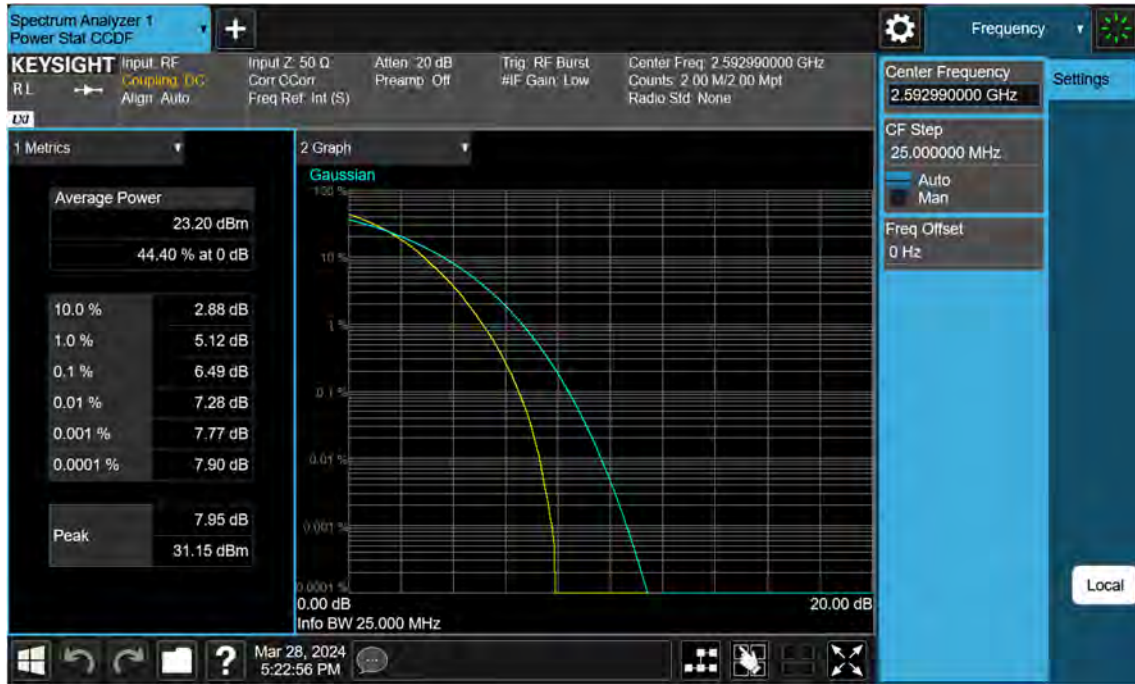 Spectrum Analyzer 1
Power Stat CCDF
Frequency
KEYSIGHT
RL
LXI
Input: RF
Coupling: DC
Align: Auto
Input Z: 50 Ω
Corr CCorr
Freq Ref: Int (S)
Atten: 20 dB
Preamp: Off
Trig: RF Burst
#IF Gain: Low
Center Freq: 2.592990000 GHz
Counts: 2.00 M/2.00 Mpt
Radio Std: None
1 Metrics
Average Power
23.20 dBm
44.40 % at 0 dB
10.0 % 2.88 dB
1.0 % 5.12 dB
0.1 % 6.49 dB
0.01 % 7.28 dB
0.001 % 7.77 dB
0.0001 % 7.90 dB
Peak
7.95 dB
31.15 dBm
2 Graph
Gaussian
100 %
10 %
1 %
0.1 %
0.01 %
0.001 %
0.0001 %
0.00 dB 20.00 dB
Info BW 25.000 MHz
Center Frequency
2.592990000 GHz
CF Step
25.000000 MHz
Auto
Man
Freq Offset
0 Hz
Settings
Local
?
Mar 28, 2024
5:22:56 PM